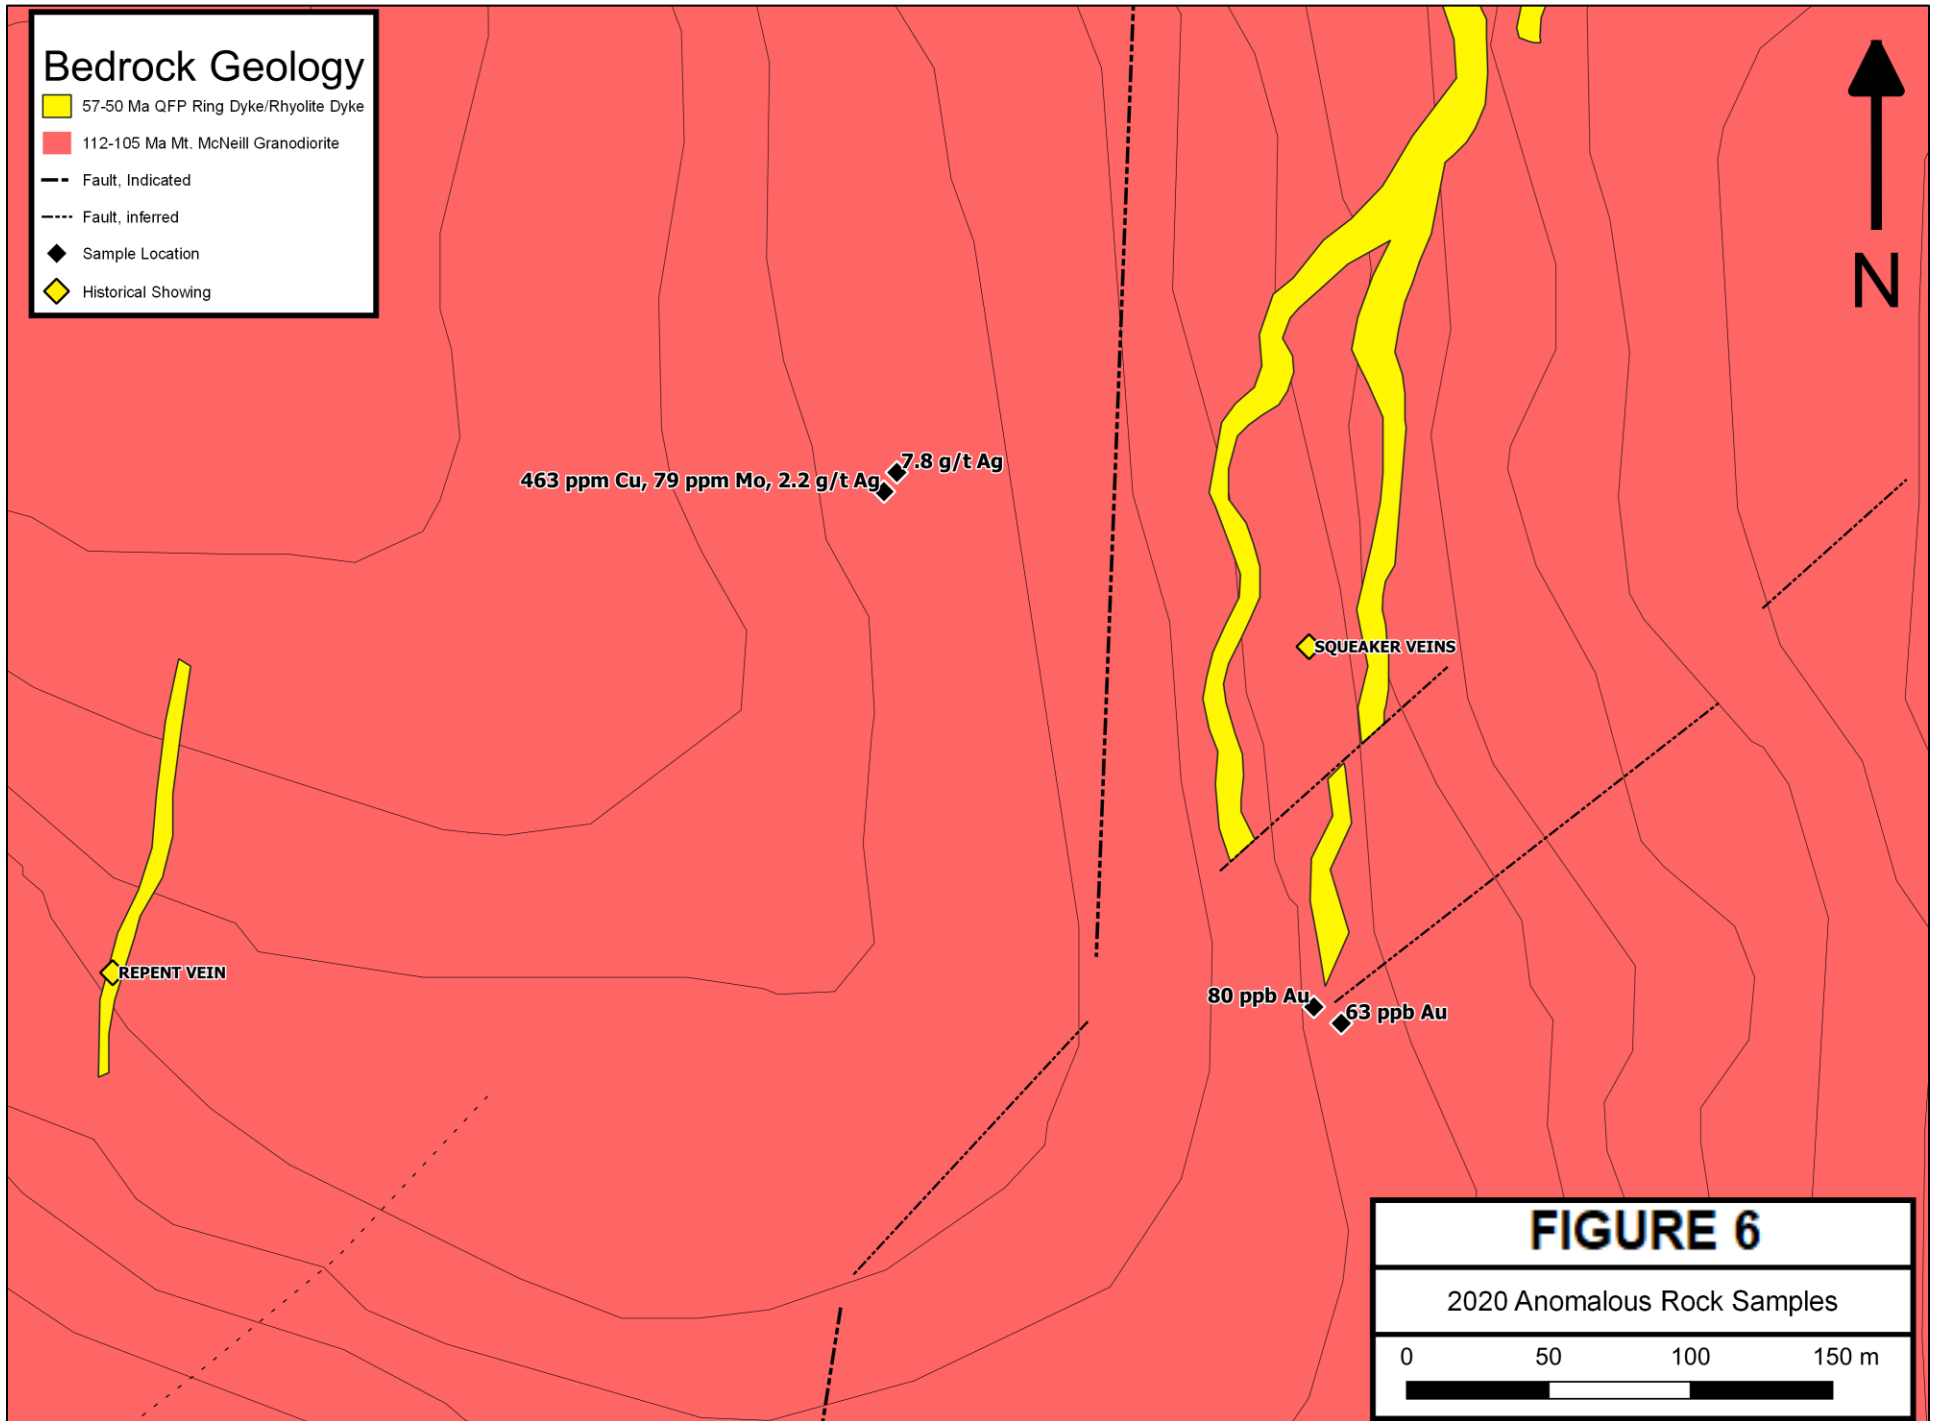 Bedrock Geology
57-50 Ma QFP Ring Dyke/Rhyolite Dyke
112-105 Ma Mt. McNeill Granodiorite
Fault, Indicated
Fault, inferred
Sample Location
Historical Showing
N
7.8 g/t Ag
463 ppm Cu, 79 ppm Mo, 2.2 g/t Ag
SQUEAKER VEINS
REPENT VEIN
80 ppb Au
63 ppb Au
FIGURE 6
2020 Anomalous Rock Samples
0 50 100 150 m